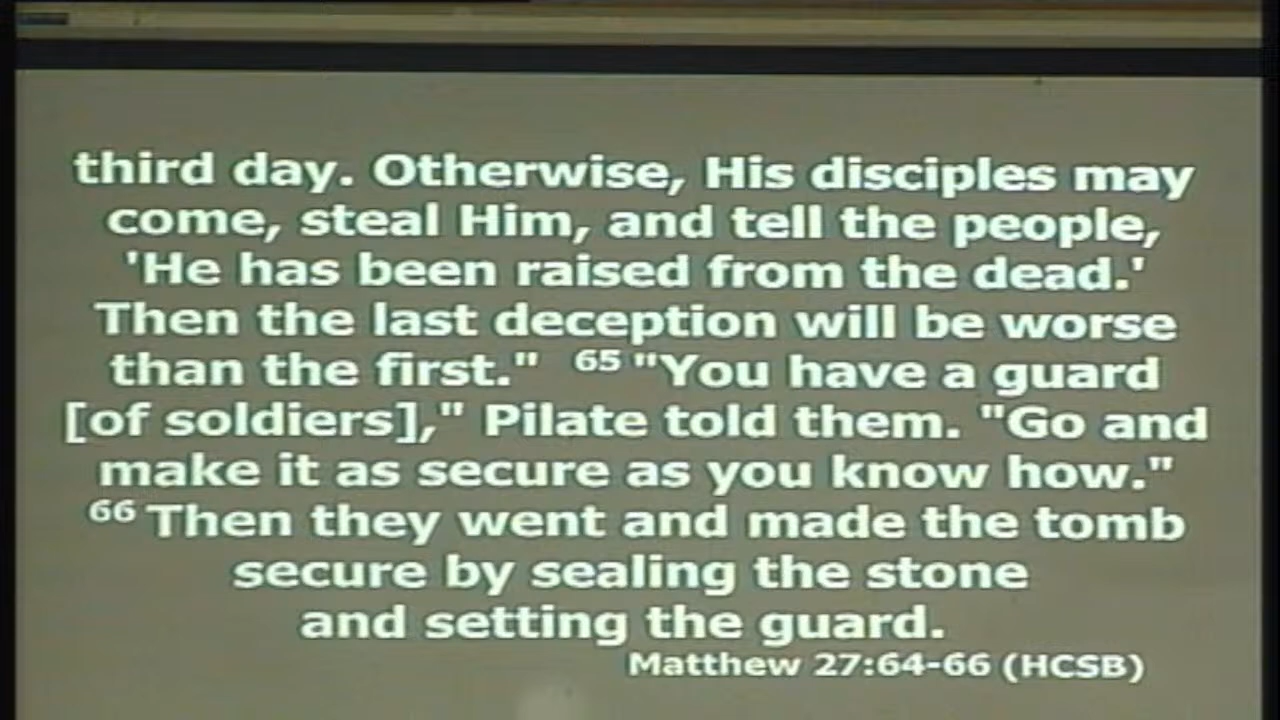 third day. Otherwise, His disciples may
come, steal Him, and tell the people,
'He has been raised from the dead.'
Then the last deception will be worse
than the first." 65 "You have a guard
[of soldiers]," Pilate told them. "Go and
make it as secure as you know how."
66 Then they went and made the tomb
secure by sealing the stone
and setting the guard.
Matthew 27:64-66 (HCSB)